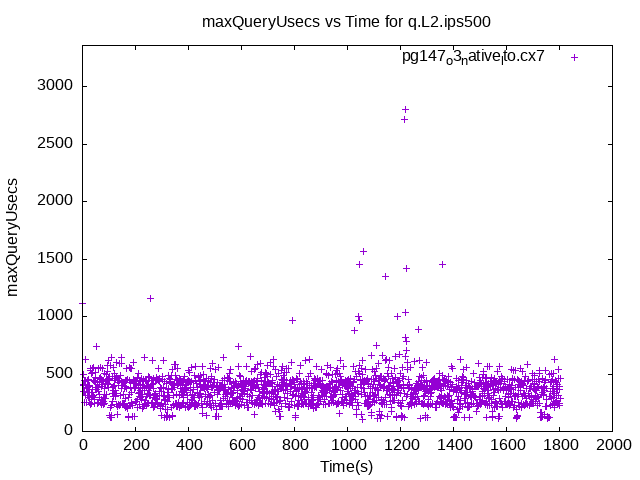 maxQueryUsecs vs Time for q.L2.ips500
pg147o3nativelto.cx7
3000
2500
2000
1500
1000
500
0
maxQueryUsecs
0 200 400 600 800 1000 1200 1400 1600 1800 2000
Time(s)